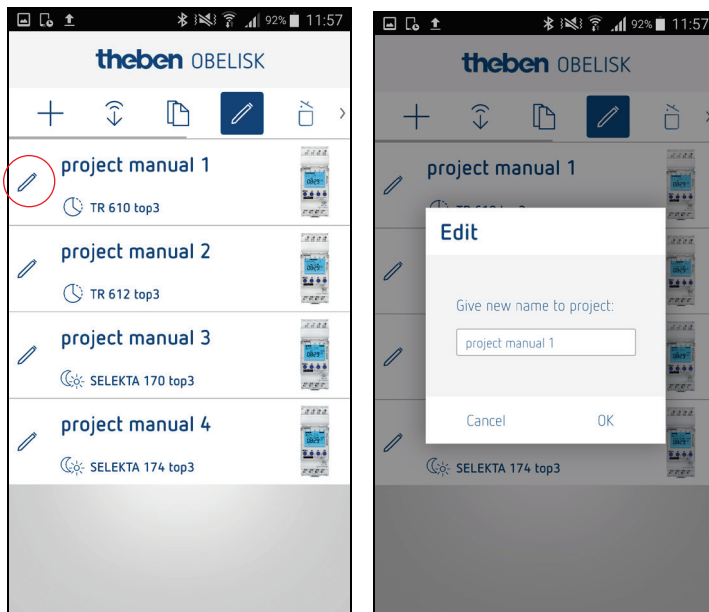 92% 11:57
theben OBELISK
project manual 1
TR 610 top3
project manual 2
TR 612 top3
project manual 3
SELEKTA 170 top3
project manual 4
SELEKTA 174 top3
92% 11:57
theben OBELISK
project manual 1
Edit
Give new name to project:
project manual 1
Cancel OK
SELEKTA 174 top3